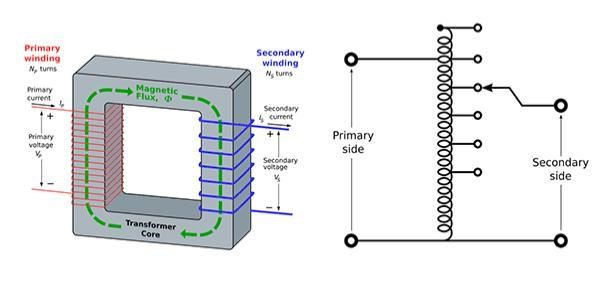 Primary
winding
Nₚ turns
Primary
current
Iₚ
+
Primary
voltage
Vₚ
−
Magnetic
Flux, Φ
Transformer
Core
Secondary
winding
Nₛ turns
Secondary
current
Iₛ
+
Secondary
voltage
Vₛ
−
Primary
side
Secondary
side